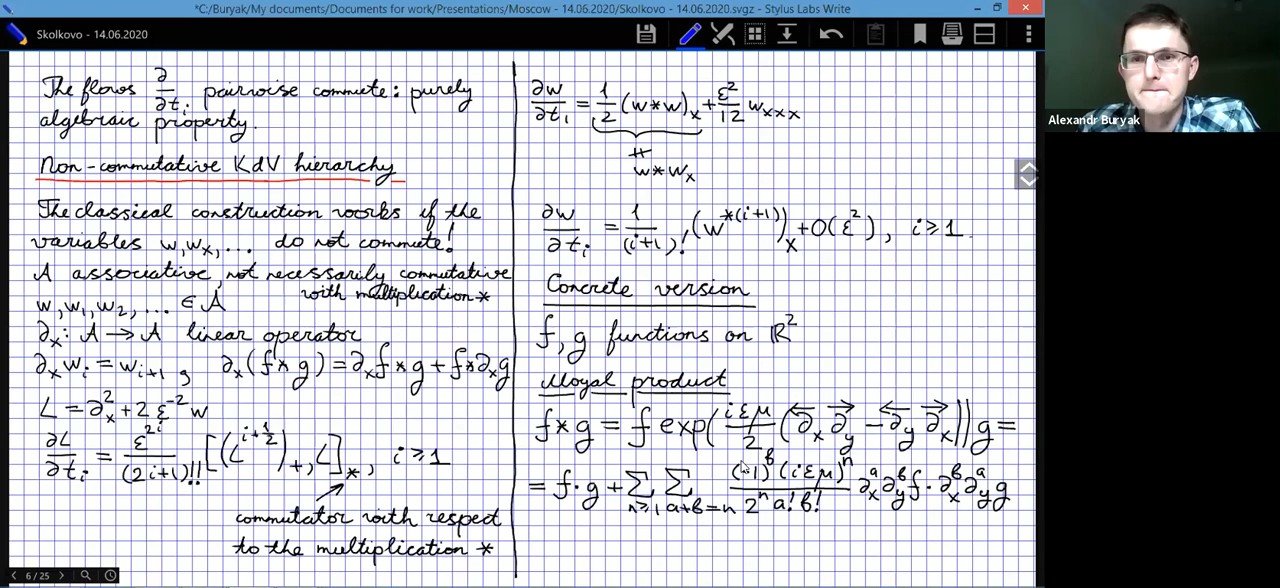 *C:/Buryak/My documents/Documents for work/Presentations/Moscow - 14.06.2020/Skolkovo - 14.06.2020.svgz - Stylus Labs Write
Skolkovo - 14.06.2020
The flows ∂/∂t_i pairwise commute: purely
algebraic property.
Non-commutative KdV hierarchy
The classical construction works if the
variables w, w_x, ... do not commute!
A associative, not necessarily commutative
with multiplication *
w, w_1, w_2, ... ∈ A
∂_x: A → A linear operator
∂_x w_i = w_{i+1}, ∂_x(f*g) = ∂_x f * g + f * ∂_x g
L = ∂_x^2 + 2ε^{-2} w
∂L/∂t_i = ε^{2i}/(2i+1)!! [(L^{i+1/2})_+, L]_*, i ≥ 1
commutator with respect
to the multiplication *
∂w/∂t_1 = 1/2 (w*w)_x + ε^2/12 w_{xxx}
≠
w*w_x
∂w/∂t_i = 1/(i+1)! (w^{*(i+1)})_x + O(ε^2), i ≥ 1.
Concrete version
f, g functions on ℝ^2
Moyal product
f*g = f exp(iεμ/2 (←∂_x →∂_y − ←∂_y →∂_x)) g =
= f·g + Σ_{n≥1} Σ_{a+b=n} (-1)^b (iεμ)^n / 2^n a! b! ∂_x^a ∂_y^b f · ∂_x^b ∂_y^a g
6 / 25
Alexandr Buryak